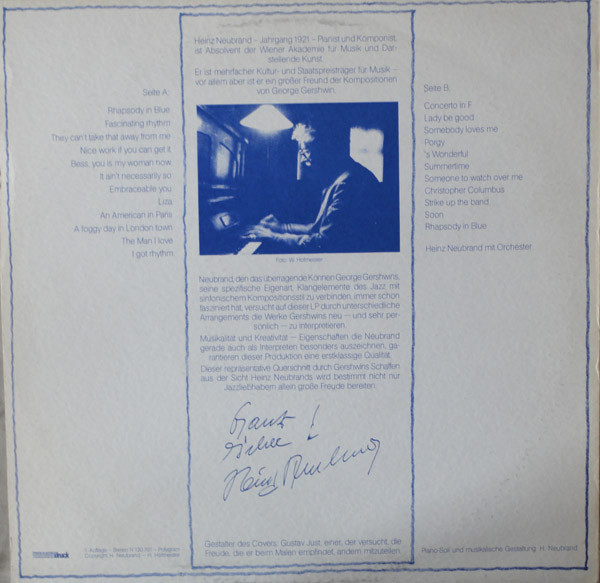 Heinz Neubrand – Jahrgang 1921 – Pianist und Komponist,
ist Absolvent der Wiener Akademie für Musik und Dar-
stellende Kunst.
Er ist mehrfacher Kultur- und Staatspreisträger für Musik –
vor allem aber ist er ein großer Freund der Kompositionen
von George Gershwin.
Seite A:
Rhapsody in Blue
Fascinating rhythm
They can't take that away from me
Nice work if you can get it
Bess, you is my woman now
It ain't necessarily so
Embraceable you
Liza
An American in Paris
A foggy day in London town
The Man I love
I got rhythm
Foto: W. Hofmeister
Neubrand, den das überragende Können George Gershwins,
seine spezifische Eigenart, Klangelemente des Jazz mit
sinfonischem Kompositionsstil zu verbinden, immer schon
fasziniert hat, versucht auf dieser LP durch unterschiedliche
Arrangements die Werke Gershwins neu – und sehr per-
sönlich – zu interpretieren.
Musikalität und Kreativität – Eigenschaften die Neubrand
gerade auch als Interpreten besonders auszeichnen, ga-
rantieren dieser Produktion eine erstklassige Qualität.
Dieser repräsentative Querschnitt durch Gershwins Schaffen
aus der Sicht Heinz Neubrands wird bestimmt nicht nur
Jazzliebhabern allein große Freude bereiten.
Heinz Neubrand
Seite B:
Concerto in F
Lady be good
Somebody loves me
Porgy
's Wonderful
Summertime
Someone to watch over me
Christopher Columbus
Strike up the band
Soon
Rhapsody in Blue
Heinz Neubrand mit Orchester
druck
1. Auflage - Stereo
Copyright H. Neubrand
Gestalter des Covers: Gustav Just, einer, der versucht, die
Freude, die er beim Malen empfindet, andern mitzuteilen.
Piano-Soli und musikalische Gestaltung: H. Neubrand